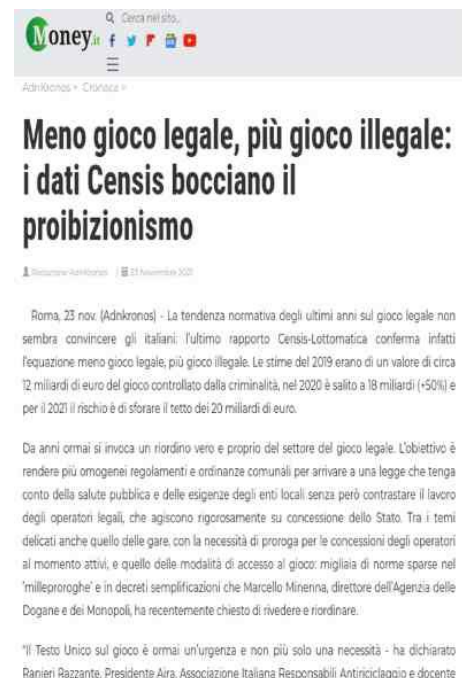 Cerca nel sito...
Money.it
AdnKronos > Cronaca >
Meno gioco legale, più gioco illegale:
i dati Censis bocciano il
proibizionismo
Redazione AdnKronos | 23 Novembre 2021
Roma, 23 nov. (Adnkronos) - La tendenza normativa degli ultimi anni sul gioco legale non
sembra convincere gli italiani: l'ultimo rapporto Censis-Lottomatica conferma infatti
l'equazione meno gioco legale, più gioco illegale. Le stime del 2019 erano di un valore di circa
12 miliardi di euro del gioco controllato dalla criminalità, nel 2020 è salito a 18 miliardi (+50%) e
per il 2021 il rischio è di sforare il tetto dei 20 miliardi di euro.
Da anni ormai si invoca un riordino vero e proprio del settore del gioco legale. L'obiettivo è
rendere più omogenei regolamenti e ordinanze comunali per arrivare a una legge che tenga
conto della salute pubblica e delle esigenze degli enti locali senza però contrastare il lavoro
degli operatori legali, che agiscono rigorosamente su concessione dello Stato. Tra i temi
delicati anche quello delle gare, con la necessità di proroga per le concessioni degli operatori
al momento attivi, e quello delle modalità di accesso al gioco: migliaia di norme sparse nel
'milleproroghe' e in decreti semplificazioni che Marcello Minenna, direttore dell'Agenzia delle
Dogane e dei Monopoli, ha recentemente chiesto di rivedere e riordinare.
"Il Testo Unico sul gioco è ormai un'urgenza e non più solo una necessità - ha dichiarato
Ranieri Razzante, Presidente Aira, Associazione Italiana Responsabili Antiriciclaggio e docente